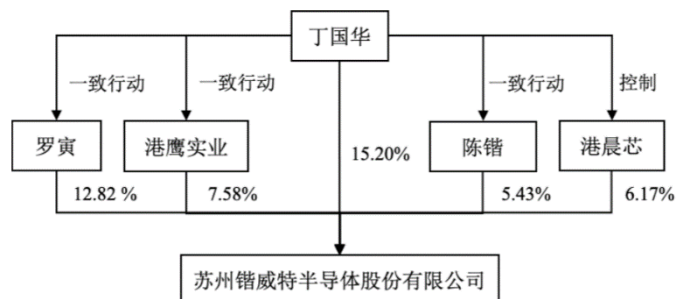 丁国华
一致行动
一致行动
一致行动
控制
罗寅
港鹰实业
15.20%
陈锴
港晨芯
12.82 %
7.58%
5.43%
6.17%
苏州锴威特半导体股份有限公司